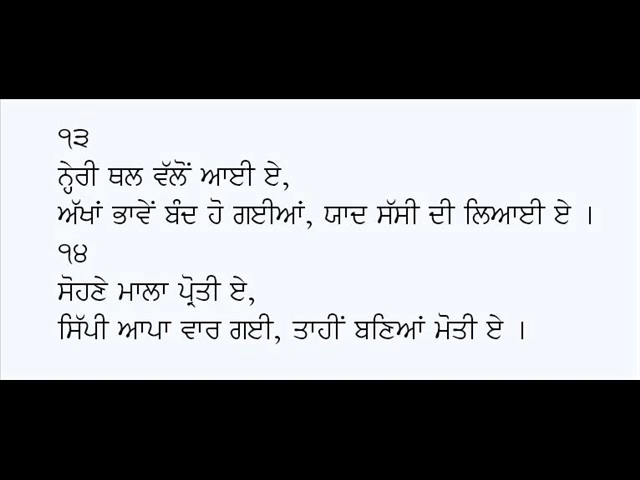 ੧੩
ਨ੍ਹੇਰੀ ਥਲ ਵੱਲੋਂ ਆਈ ਏ,
ਅੱਖਾਂ ਭਾਵੇਂ ਬੰਦ ਹੋ ਗਈਆਂ, ਯਾਦ ਸੱਸੀ ਦੀ ਲਿਆਈ ਏ ।
੧੪
ਸੋਹਣੇ ਮਾਲਾ ਪ੍ਰੋਤੀ ਏ,
ਸਿੱਪੀ ਆਪਾ ਵਾਰ ਗਈ, ਤਾਹੀਂ ਬਣਿਆਂ ਮੋਤੀ ਏ ।